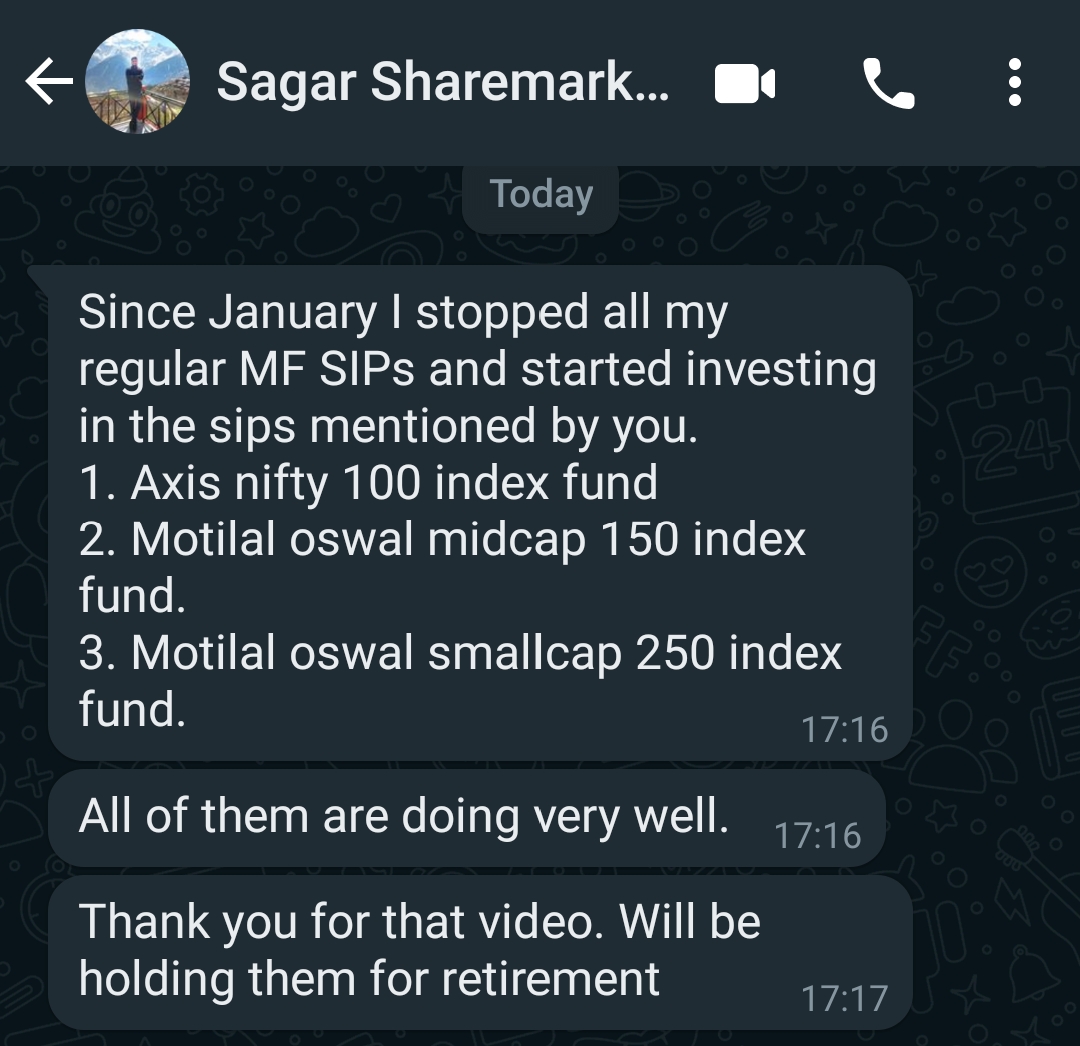 Sagar Sharemark...
Today
Since January I stopped all my
regular MF SIPs and started investing
in the sips mentioned by you.
1. Axis nifty 100 index fund
2. Motilal oswal midcap 150 index
fund.
3. Motilal oswal smallcap 250 index
fund.
17:16
All of them are doing very well.
17:16
Thank you for that video. Will be
holding them for retirement
17:17